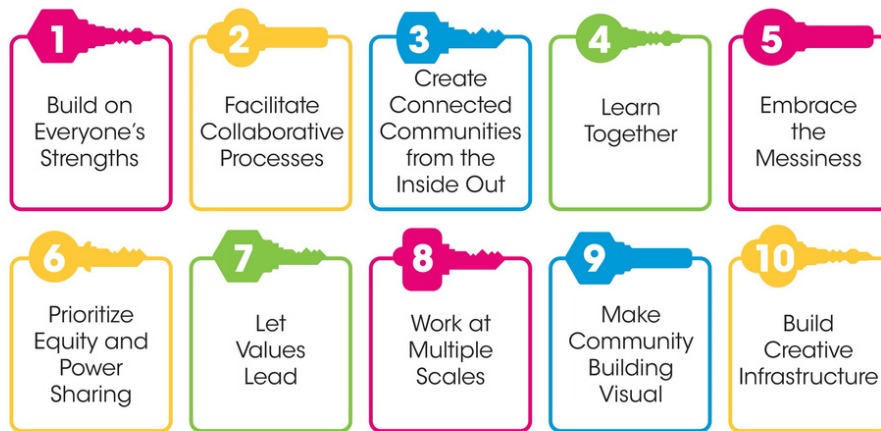 1
Build on
Everyone's
Strengths
2
Facilitate
Collaborative
Processes
3
Create
Connected
Communities
from the
Inside Out
4
Learn
Together
5
Embrace
the
Messiness
6
Prioritize
Equity and
Power
Sharing
7
Let
Values
Lead
8
Work at
Multiple
Scales
9
Make
Community
Building
Visual
10
Build
Creative
Infrastructure